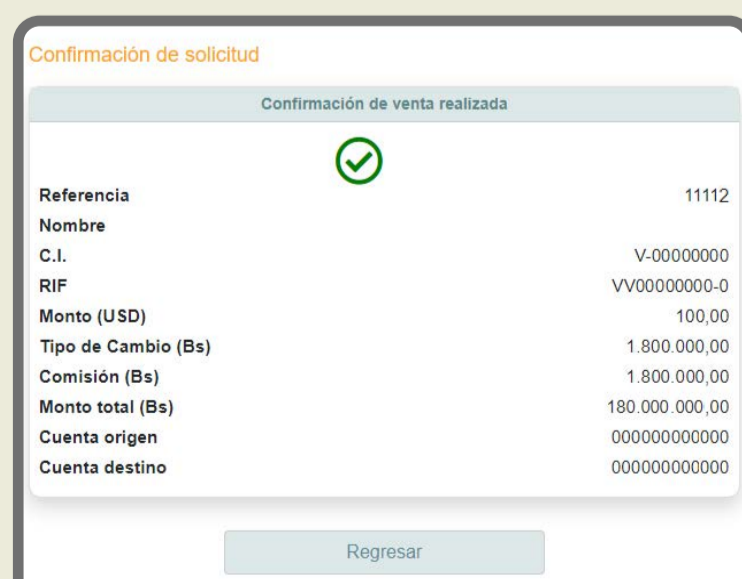 Confirmación de solicitud
Confirmación de venta realizada
Referencia 11112
Nombre
C.I. V-00000000
RIF VV00000000-0
Monto (USD) 100,00
Tipo de Cambio (Bs) 1.800.000,00
Comisión (Bs) 1.800.000,00
Monto total (Bs) 180.000.000,00
Cuenta origen 000000000000
Cuenta destino 000000000000
Regresar